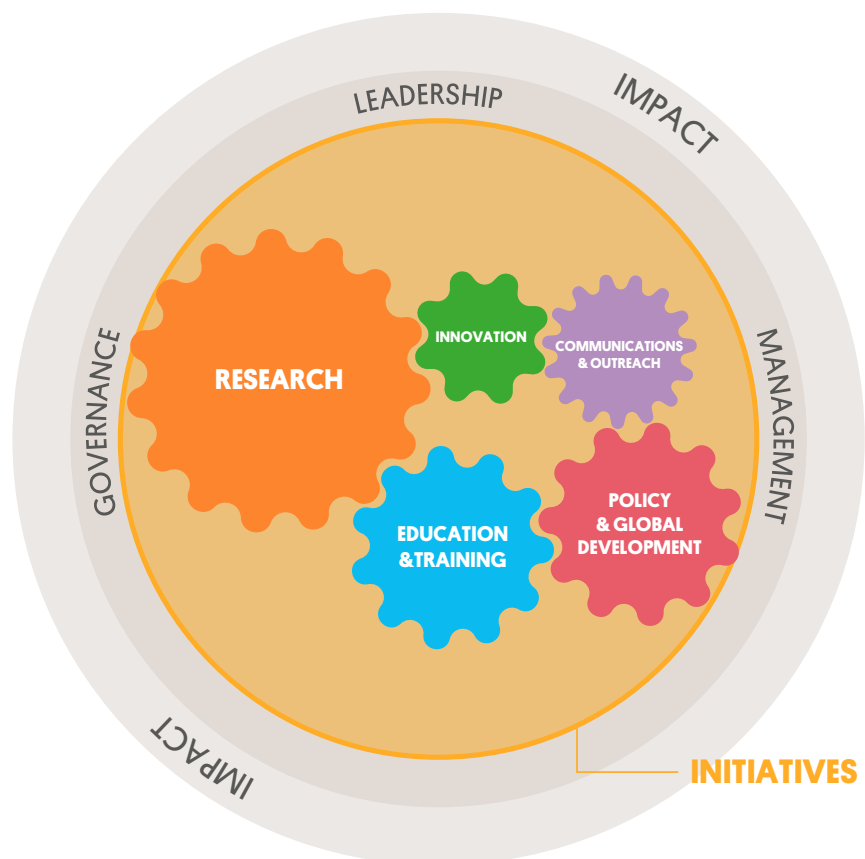 IMPACT
LEADERSHIP
GOVERNANCE
MANAGEMENT
INNOVATION
COMMUNICATIONS
& OUTREACH
RESEARCH
POLICY
& GLOBAL
DEVELOPMENT
EDUCATION
&TRAINING
IMPACT
INITIATIVES